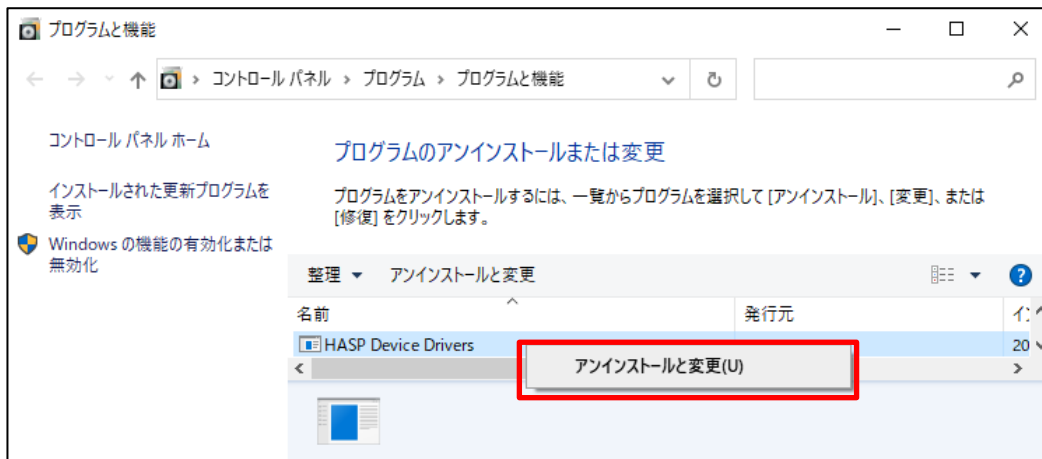 プログラムと機能
コントロール パネル › プログラム › プログラムと機能
コントロール パネル ホーム
インストールされた更新プログラムを
表示
Windows の機能の有効化または
無効化
プログラムのアンインストールまたは変更
プログラムをアンインストールするには、一覧からプログラムを選択して [アンインストール]、[変更]、または
[修復] をクリックします。
整理 アンインストールと変更
名前 発行元
HASP Device Drivers 20
アンインストールと変更(U)